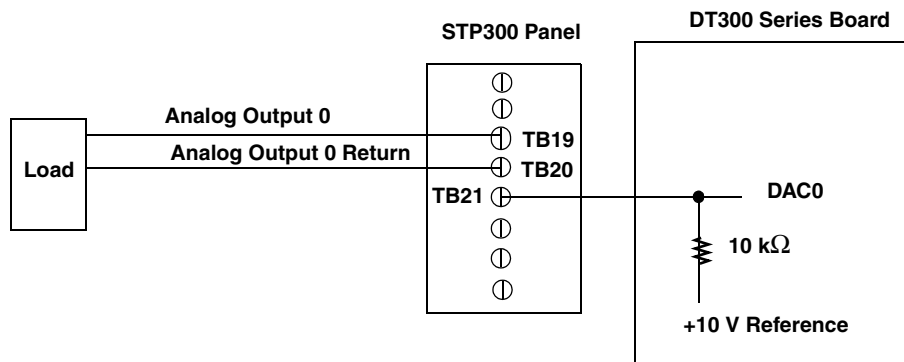 DT300 Series Board
STP300 Panel
Analog Output 0
TB19
Analog Output 0 Return
Load
TB20
TB21
DAC0
10 kΩ
+10 V Reference